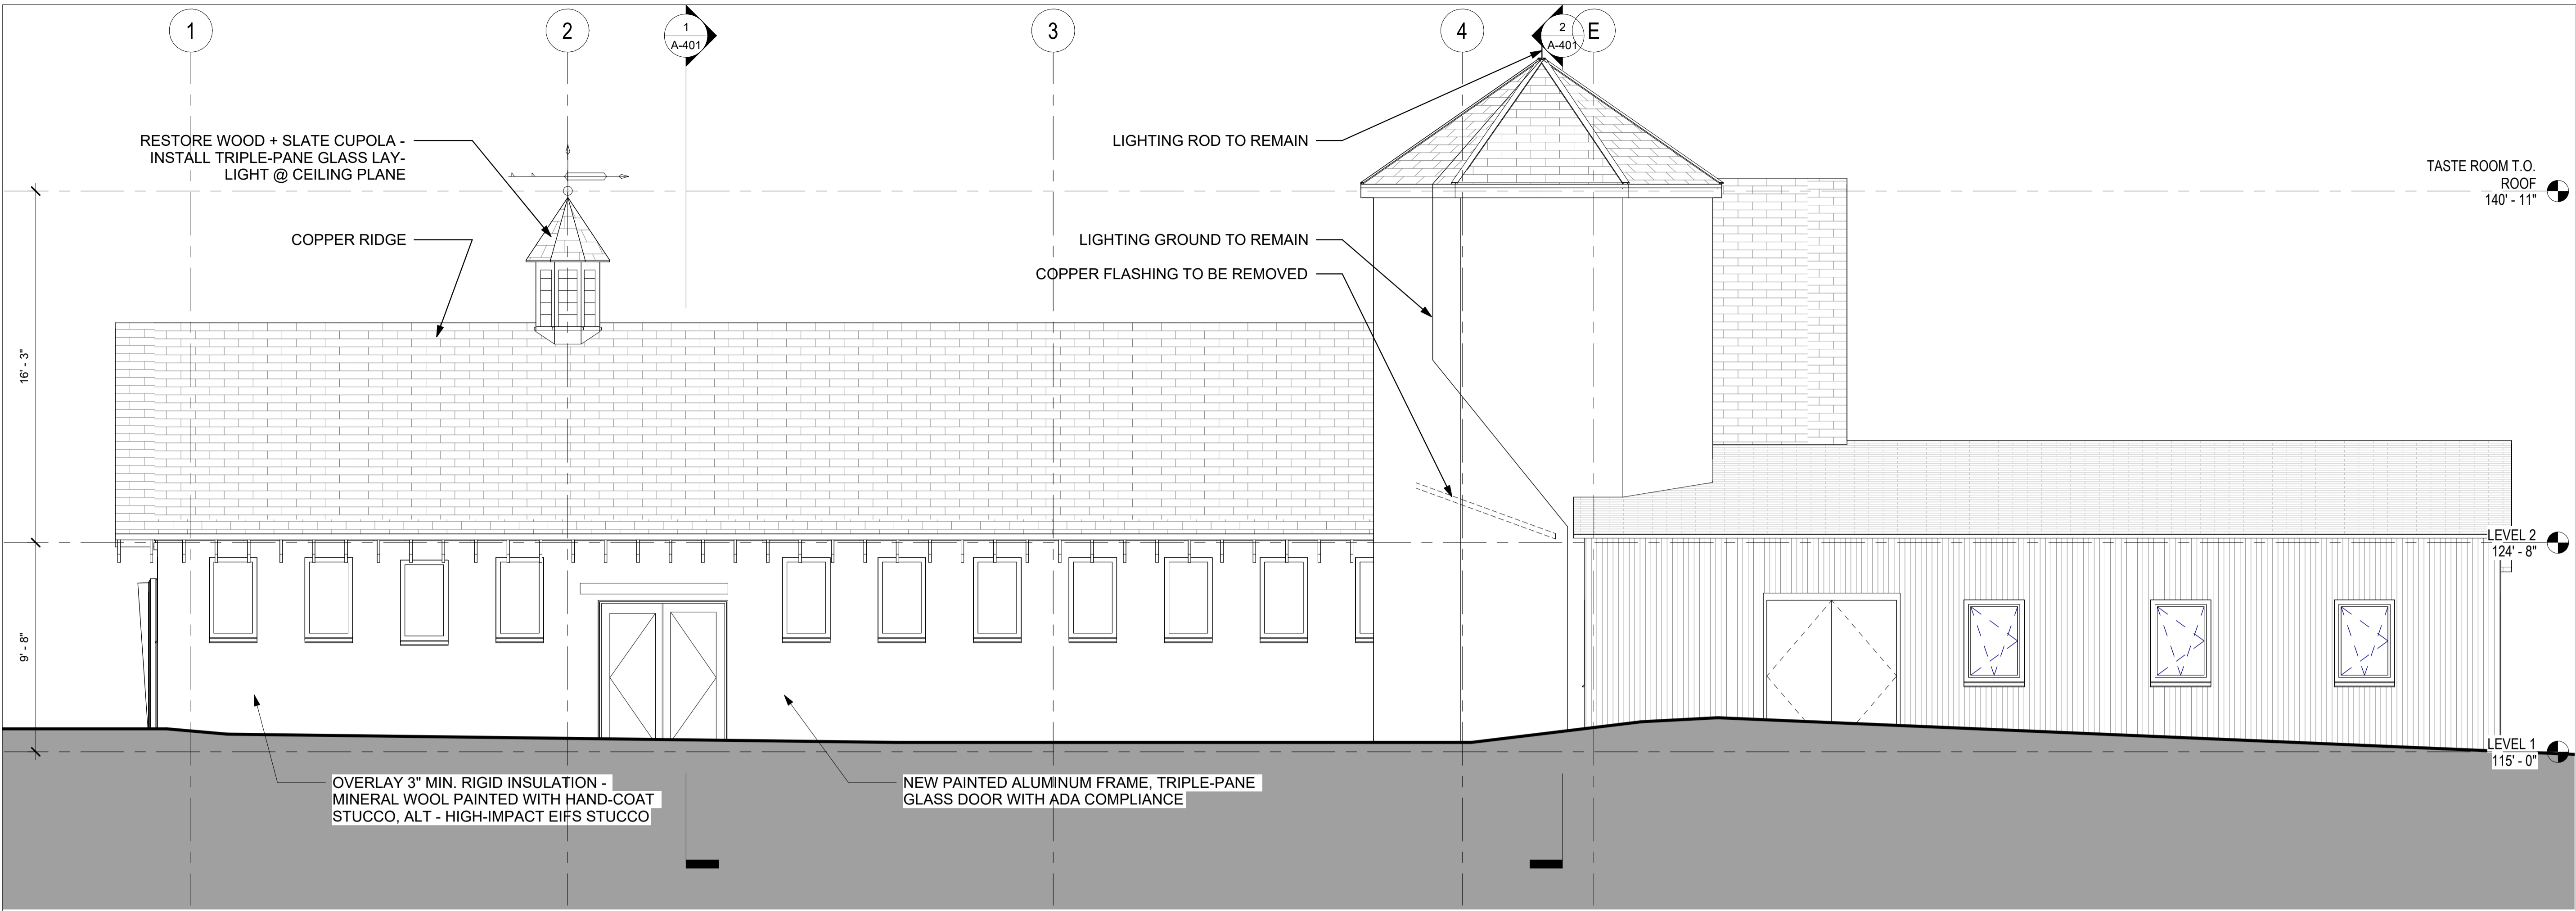 1
2
1
A-401
3
4
2
A-401
E
RESTORE WOOD + SLATE CUPOLA -
INSTALL TRIPLE-PANE GLASS LAY-
LIGHT @ CEILING PLANE
COPPER RIDGE
LIGHTING ROD TO REMAIN
LIGHTING GROUND TO REMAIN
COPPER FLASHING TO BE REMOVED
TASTE ROOM T.O.
ROOF
140' - 11"
16' - 3"
LEVEL 2
124' - 8"
9' - 8"
LEVEL 1
115' - 0"
OVERLAY 3" MIN. RIGID INSULATION -
MINERAL WOOL PAINTED WITH HAND-COAT
STUCCO, ALT - HIGH-IMPACT EIFS STUCCO
NEW PAINTED ALUMINUM FRAME, TRIPLE-PANE
GLASS DOOR WITH ADA COMPLIANCE